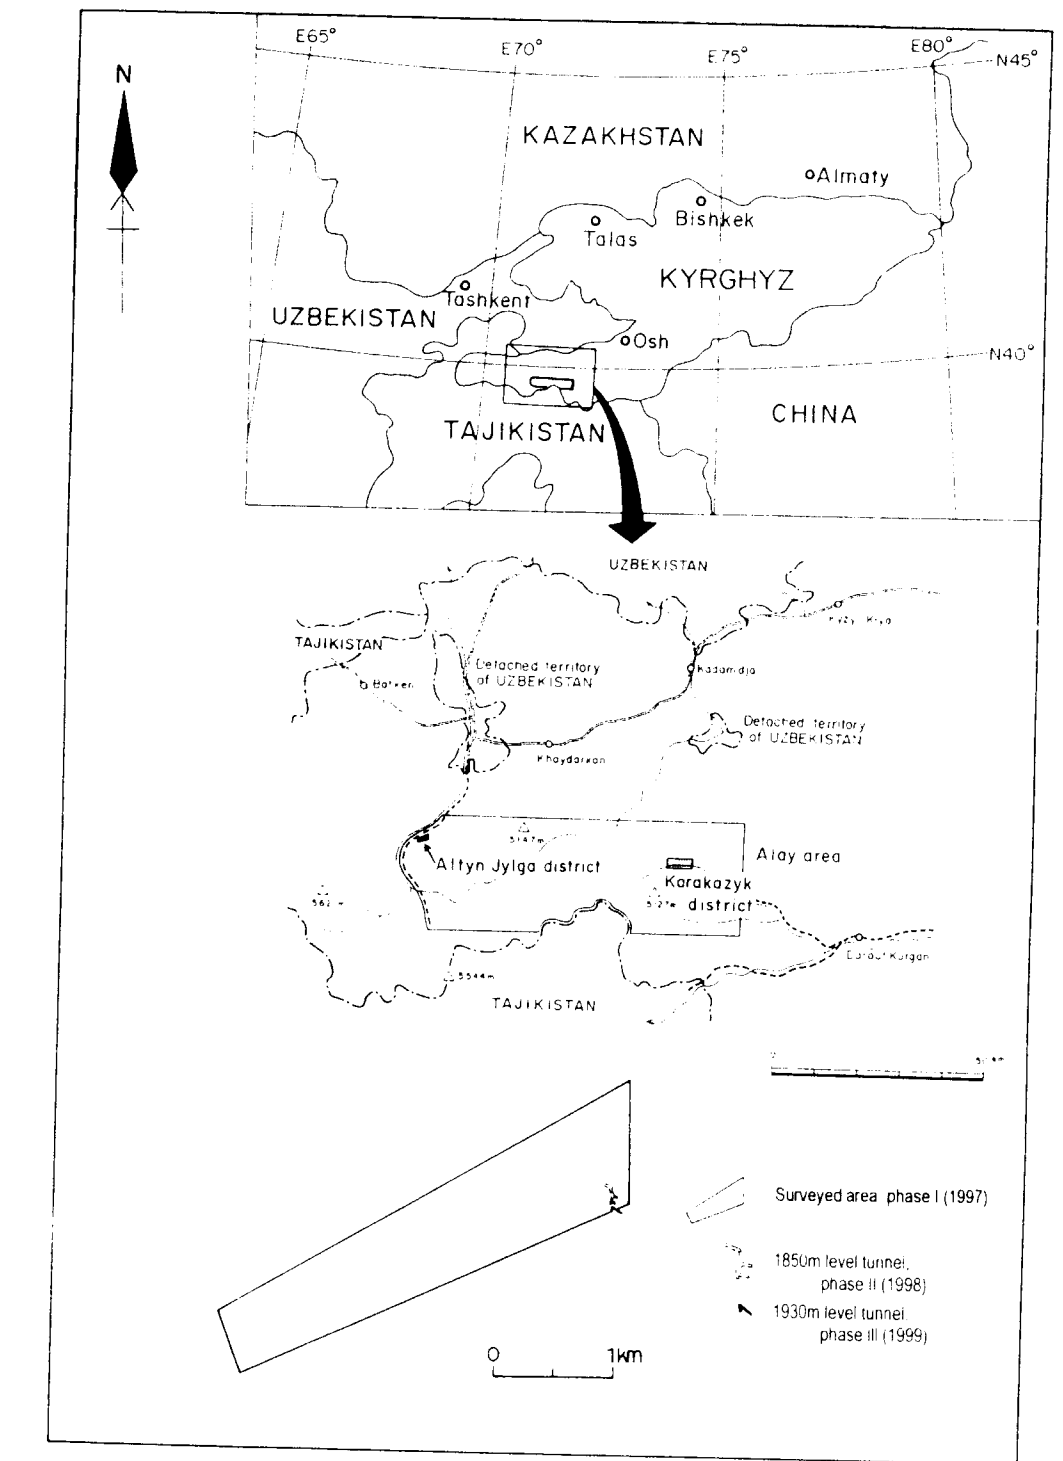 E65°
E70°
E75°
E80°
N45°
N
KAZAKHSTAN
Almaty
Bishkek
Talas
KYRGHYZ
Tashkent
UZBEKISTAN
Osh
N40°
CHINA
TAJIKISTAN
UZBEKISTAN
TAJIKISTAN
Detached territory
of UZBEKISTAN
Batken
Kadamdja
Detached territory
of UZBEKISTAN
Khaydarkan
5147m
Alay area
Altyn Jylga district
Karakazyk
district
5544m
TAJIKISTAN
Surveyed area phase I (1997)
1850m level tunnel,
phase II (1998)
1930m level tunnel
phase III (1999)
0 1km